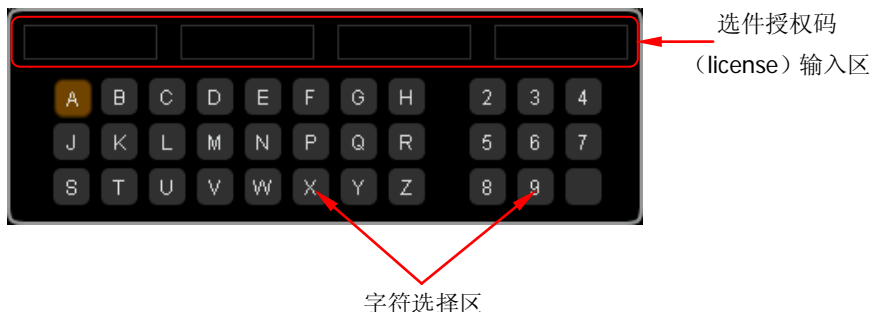 选件授权码
（license）输入区
A B C D E F G H 2 3 4
J K L M N P Q R 5 6 7
S T U V W X Y Z 8 9
字符选择区